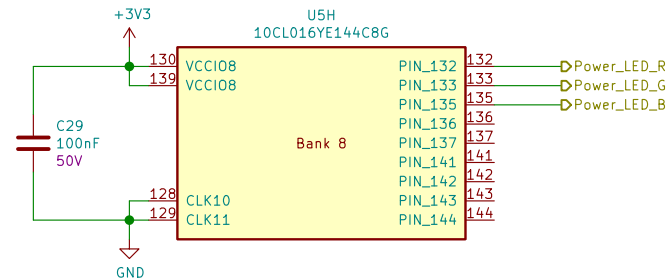 +3V3
U5H
10CL016YE144C8G
130 VCCIO8 PIN_132 132 Power_LED_R
139 VCCIO8 PIN_133 133 Power_LED_G
PIN_135 135 Power_LED_B
PIN_136 136
C29
100nF
50V
Bank 8
PIN_137 137
PIN_141 141
PIN_142 142
128 CLK10 PIN_143 143
129 CLK11 PIN_144 144
GND